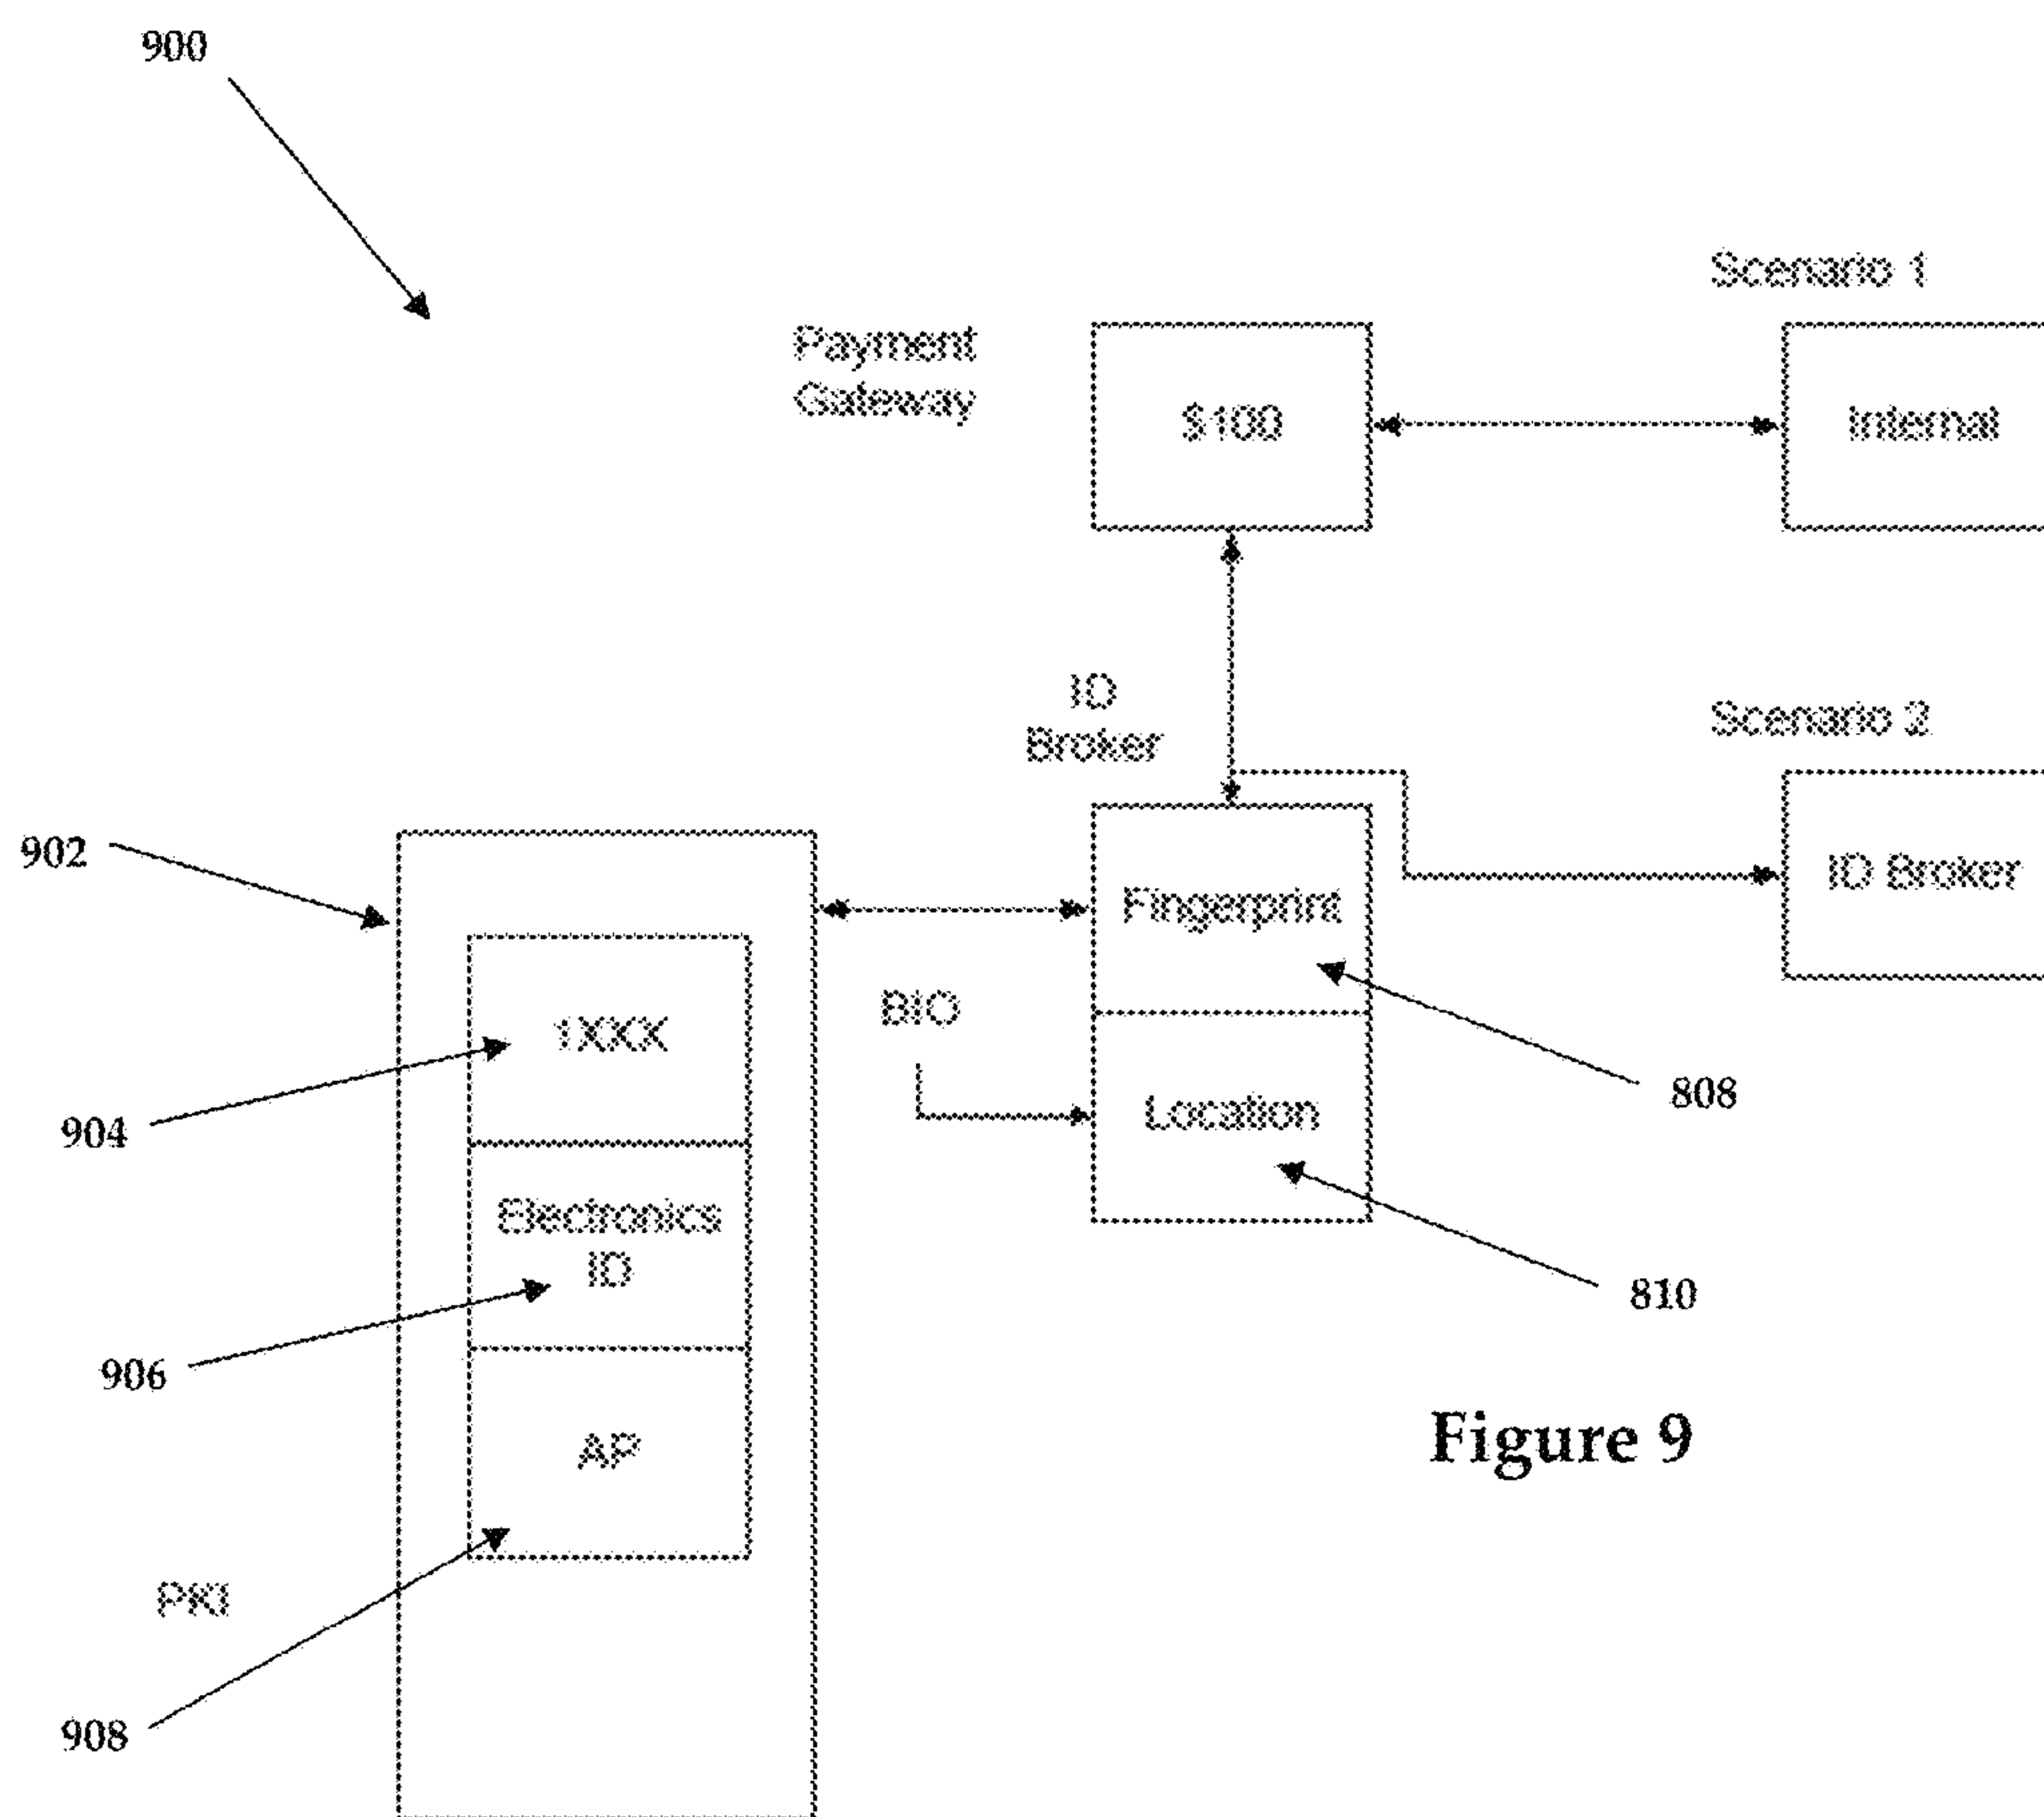 900
Scenario 1
Payment
Gateway
$100
Internal
ID
Broker
Scenario 2
902
Fingerprint
ID Broker
1XXX
BIO
904
808
Location
Electronics
ID
906
810
AP
Figure 9
PKI
908